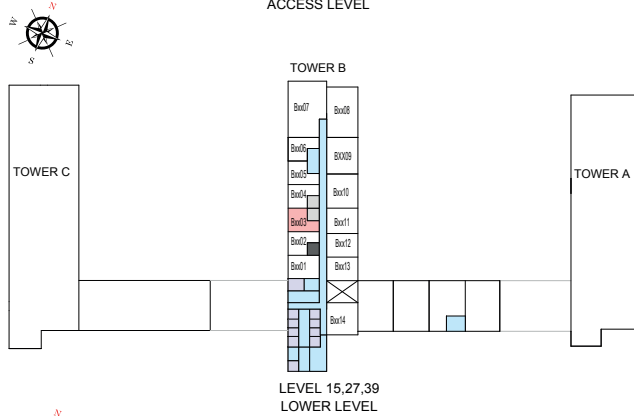 ACCESS LEVEL
N
W
E
S
TOWER B
Bxx07
Bxx08
Bxx06
BXX09
Bxx05
TOWER C
TOWER A
Bxx04
Bxx10
Bxx03
Bxx11
Bxx02
Bxx12
Bxx01
Bxx13
Bxx14
LEVEL 15,27,39
LOWER LEVEL
N